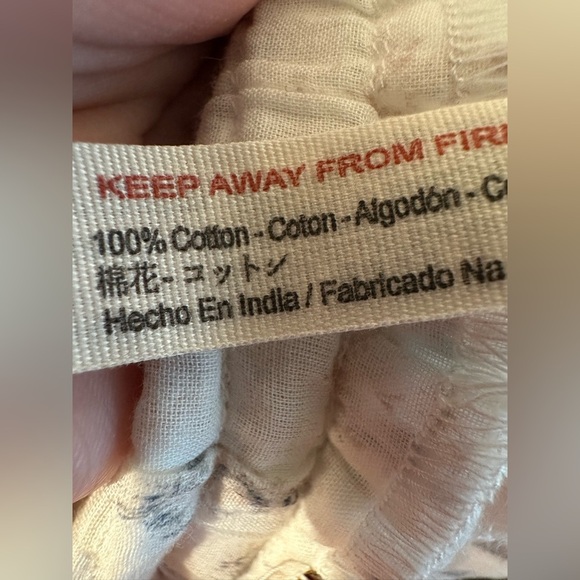 KEEP AWAY FROM FIR
100% Cotton - Coton - Algodón - C
棉花 - コットン
Hecho En India / Fabricado Na